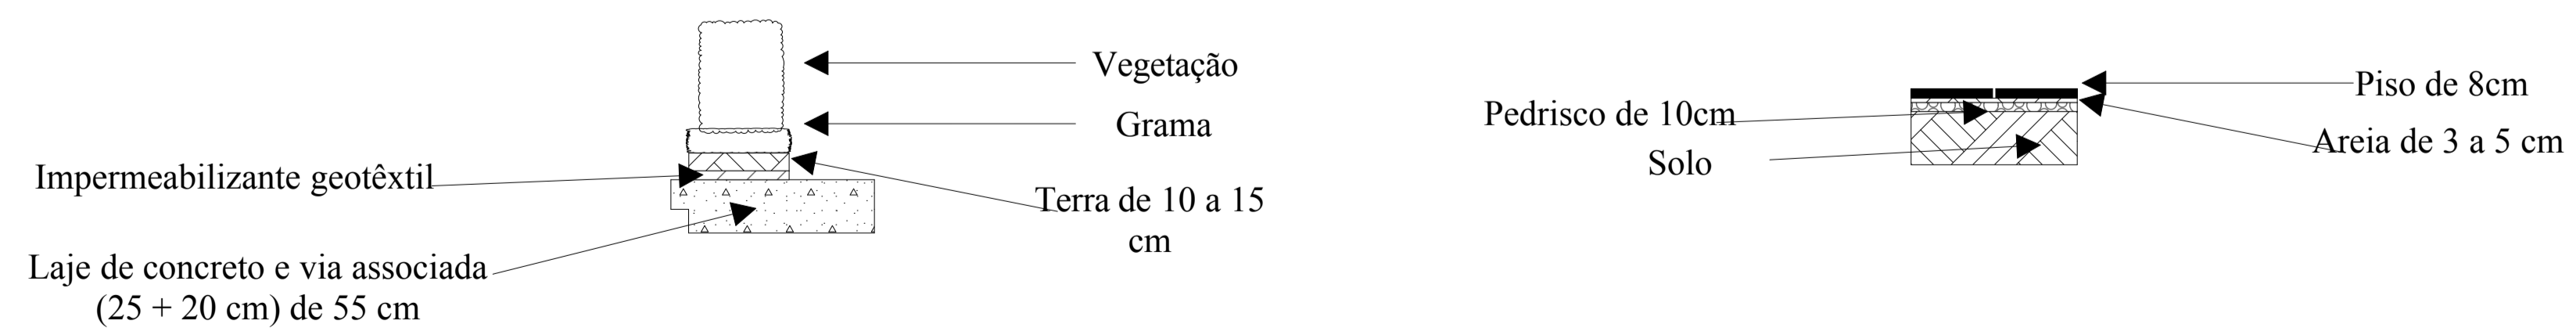 Vegetação
Grama
Impermeabilizante geotêxtil
Terra de 10 a 15
cm
Laje de concreto e via associada
(25 + 20 cm) de 55 cm
Piso de 8cm
Pedrisco de 10cm
Areia de 3 a 5 cm
Solo